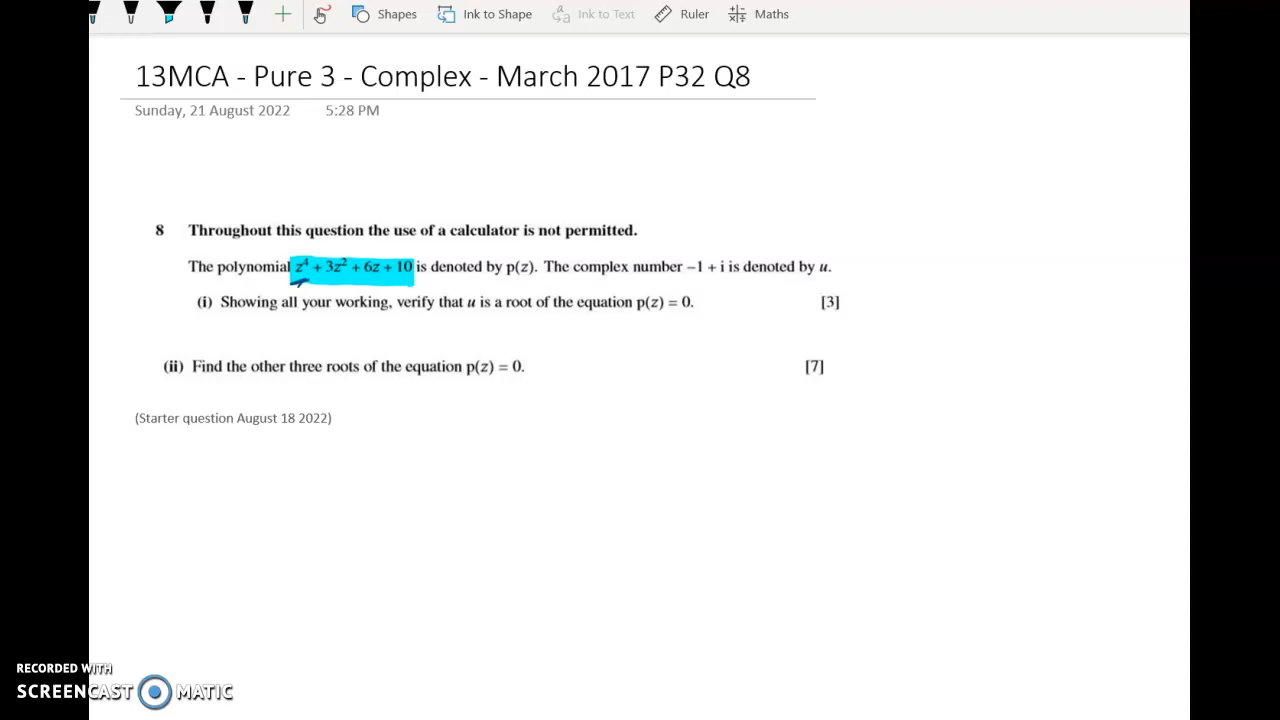 Shapes Ink to Shape Ink to Text Ruler Maths
13MCA - Pure 3 - Complex - March 2017 P32 Q8
Sunday, 21 August 2022 5:28 PM
8 Throughout this question the use of a calculator is not permitted.
The polynomial z⁴ + 3z² + 6z + 10 is denoted by p(z). The complex number −1 + i is denoted by u.
(i) Showing all your working, verify that u is a root of the equation p(z) = 0. [3]
(ii) Find the other three roots of the equation p(z) = 0. [7]
(Starter question August 18 2022)
RECORDED WITH
SCREENCAST MATIC